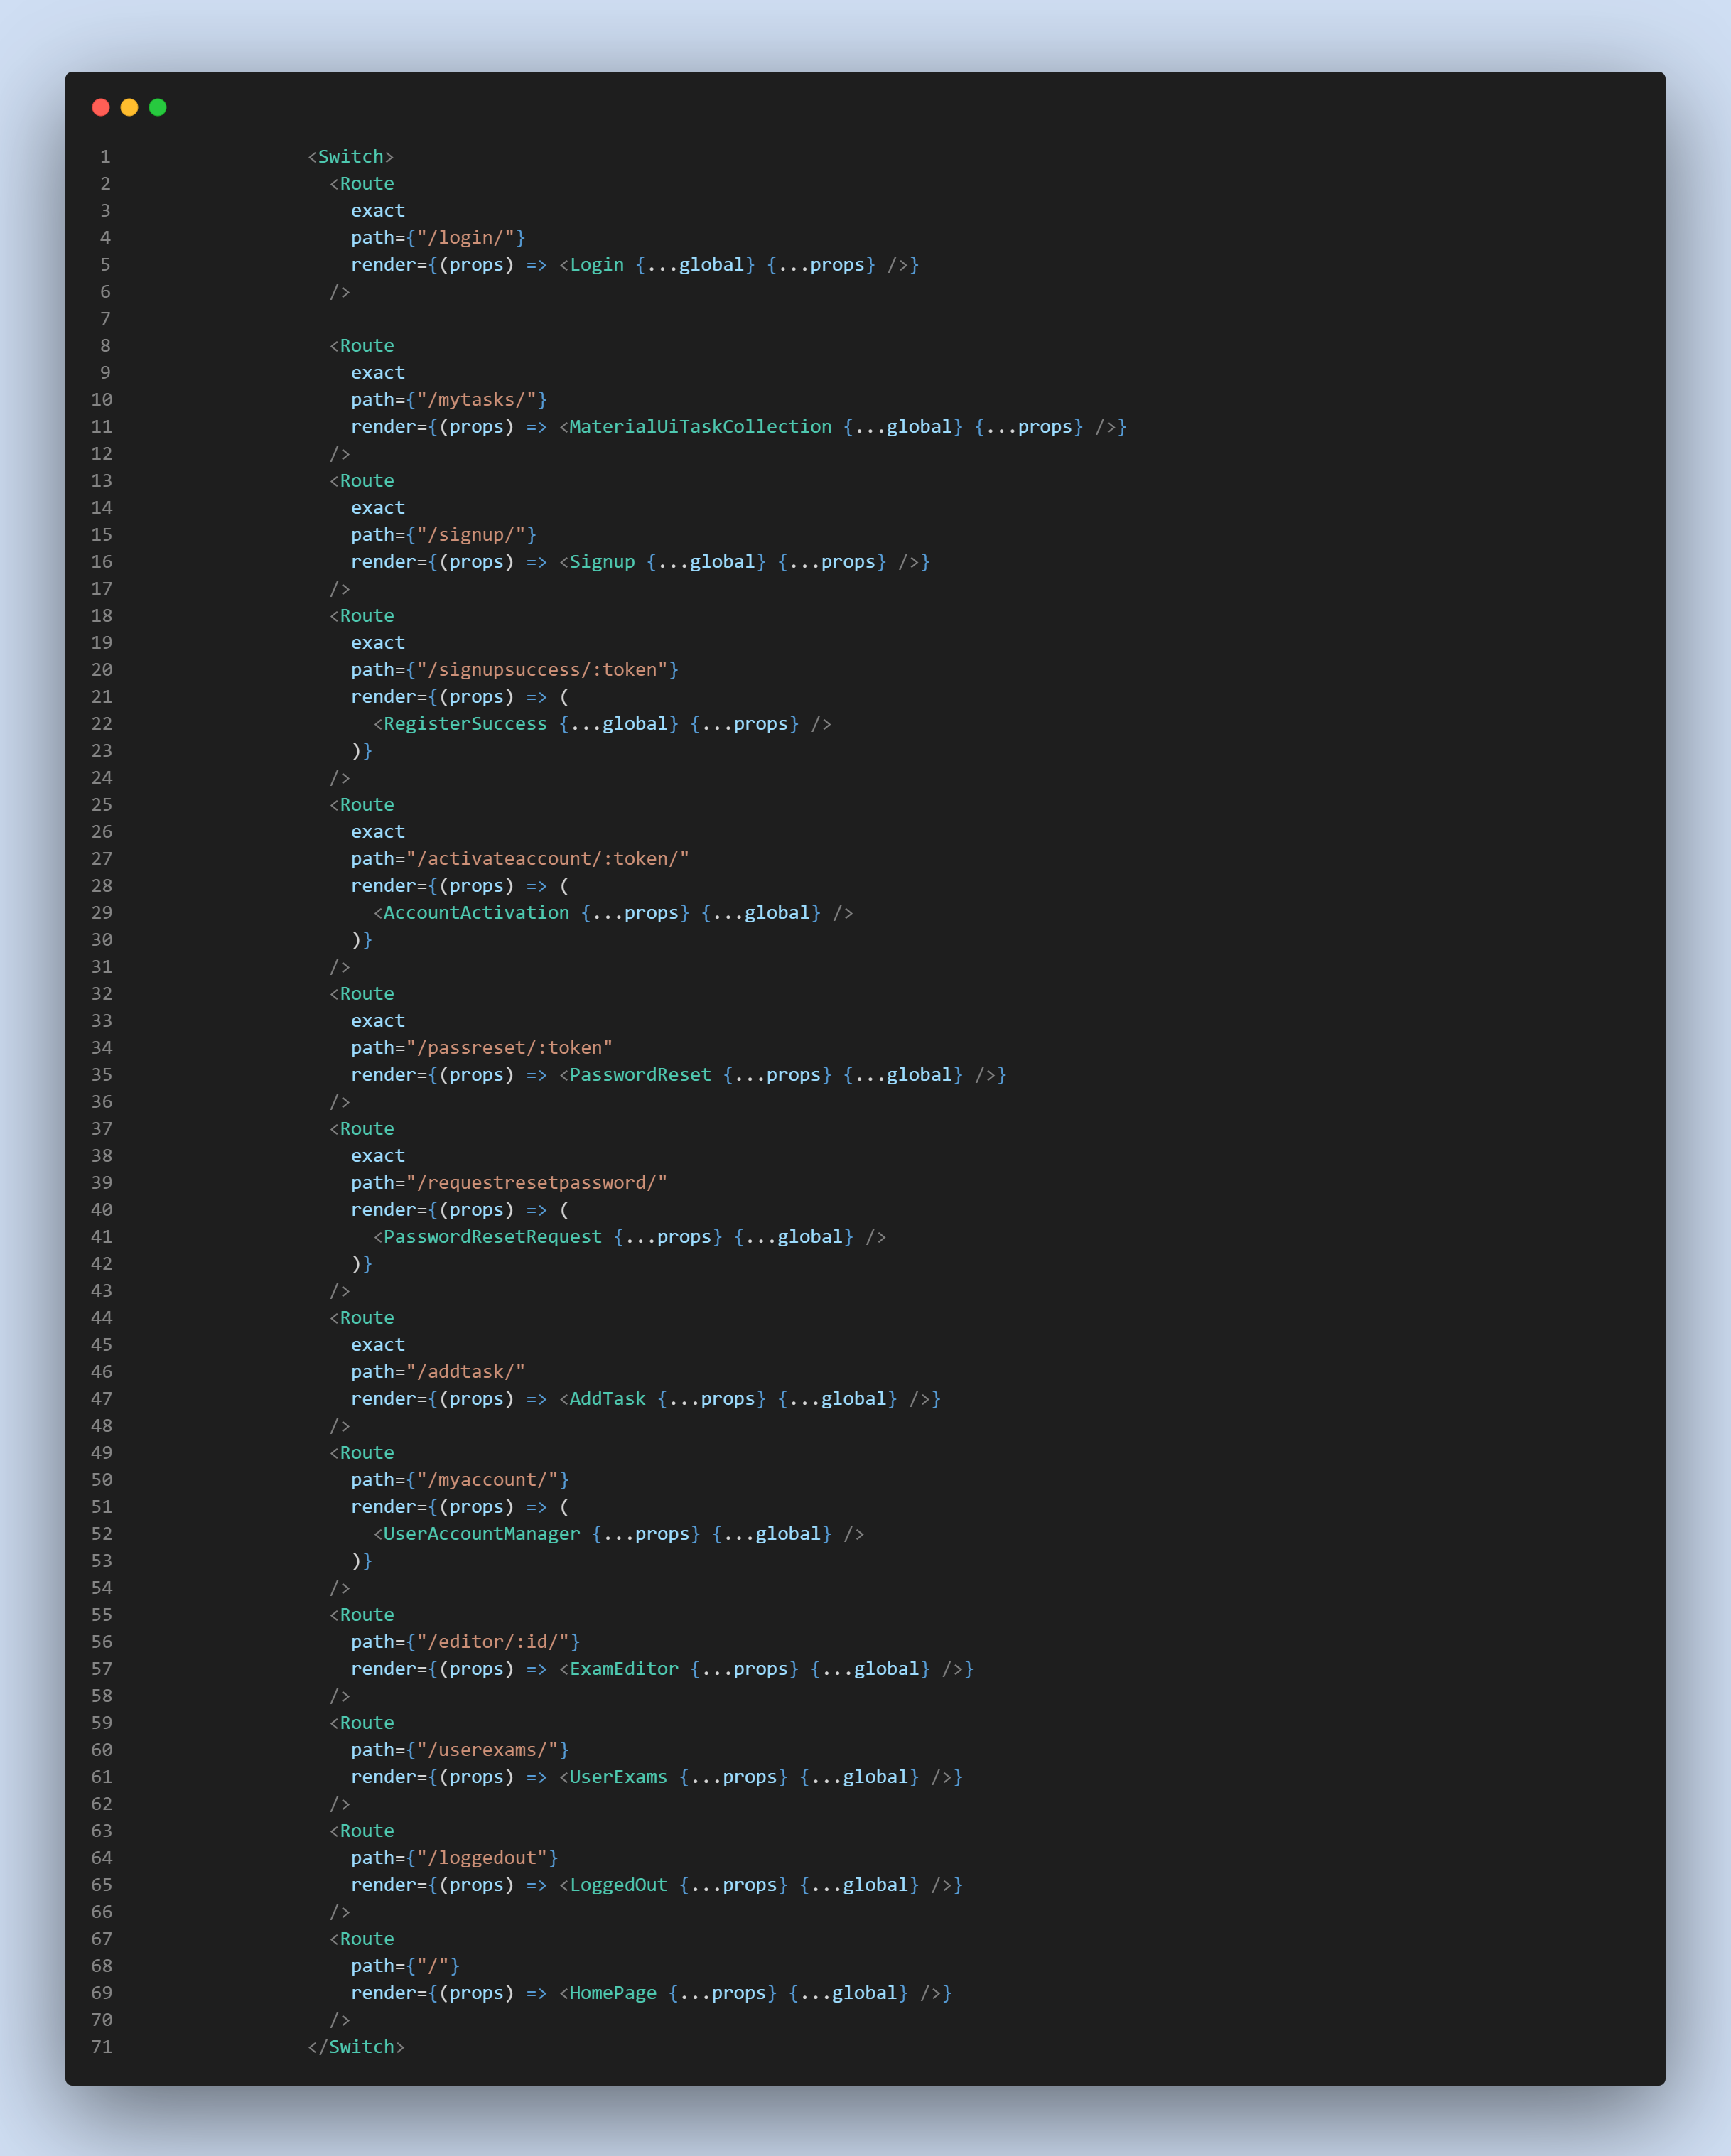 1 <Switch>
2 <Route
3 exact
4 path={"/login/"}
5 render={(props) => <Login {...global} {...props} />}
6 />
7
8 <Route
9 exact
10 path={"/mytasks/"}
11 render={(props) => <MaterialUiTaskCollection {...global} {...props} />}
12 />
13 <Route
14 exact
15 path={"/signup/"}
16 render={(props) => <Signup {...global} {...props} />}
17 />
18 <Route
19 exact
20 path={"/signupsuccess/:token"}
21 render={(props) => (
22 <RegisterSuccess {...global} {...props} />
23 )}
24 />
25 <Route
26 exact
27 path="/activateaccount/:token/"
28 render={(props) => (
29 <AccountActivation {...props} {...global} />
30 )}
31 />
32 <Route
33 exact
34 path="/passreset/:token"
35 render={(props) => <PasswordReset {...props} {...global} />}
36 />
37 <Route
38 exact
39 path="/requestresetpassword/"
40 render={(props) => (
41 <PasswordResetRequest {...props} {...global} />
42 )}
43 />
44 <Route
45 exact
46 path="/addtask/"
47 render={(props) => <AddTask {...props} {...global} />}
48 />
49 <Route
50 path={"/myaccount/"}
51 render={(props) => (
52 <UserAccountManager {...props} {...global} />
53 )}
54 />
55 <Route
56 path={"/editor/:id/"}
57 render={(props) => <ExamEditor {...props} {...global} />}
58 />
59 <Route
60 path={"/userexams/"}
61 render={(props) => <UserExams {...props} {...global} />}
62 />
63 <Route
64 path={"/loggedout"}
65 render={(props) => <LoggedOut {...props} {...global} />}
66 />
67 <Route
68 path={"/"}
69 render={(props) => <HomePage {...props} {...global} />}
70 />
71 </Switch>